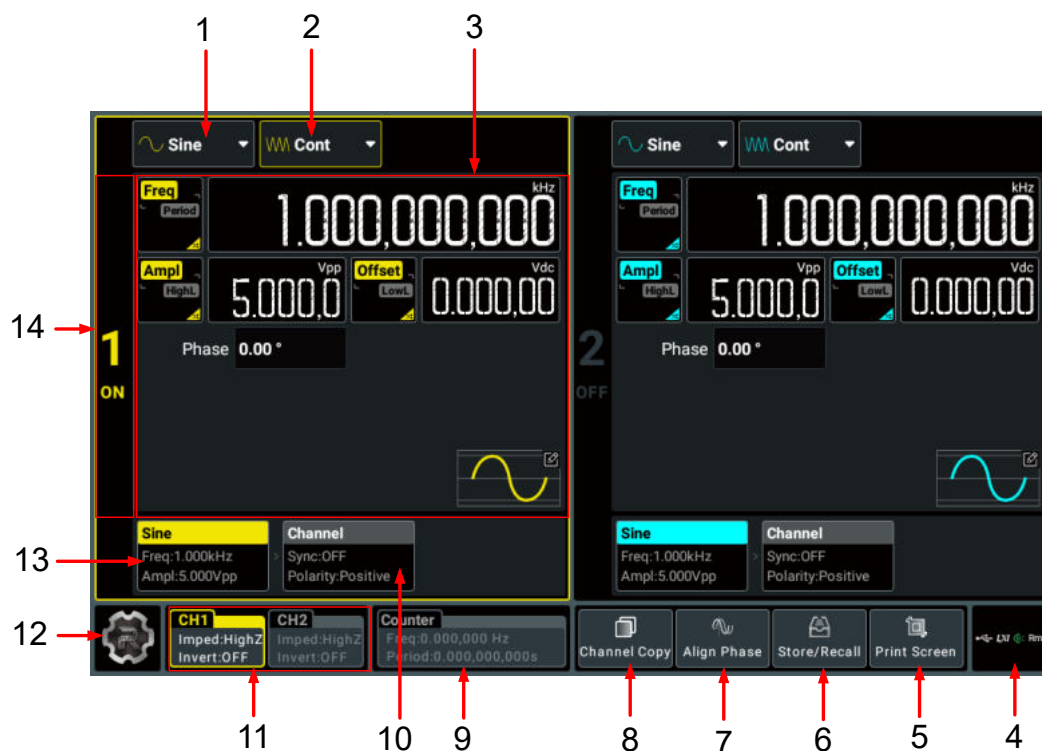 1 2 3
Sine Cont Sine Cont
Freq Period kHz 1.000,000,000 Freq Period kHz 1.000,000,000
Ampl HighL Vpp 5.000,0 Offset LowL Vdc 0.000,00 Ampl HighL Vpp 5.000,0 Offset LowL Vdc 0.000,00
14
1 Phase 0.00 ° 2 Phase 0.00 °
ON OFF
Sine Channel Sine Channel
13 Freq:1.000kHz > Sync:OFF Freq:1.000kHz > Sync:OFF
Ampl:5.000Vpp Polarity:Positive Ampl:5.000Vpp Polarity:Positive
12 CH1 CH2 Counter
Imped:HighZ Imped:HighZ Freq:0.000,000 Hz
Invert:OFF Invert:OFF Period:0.000,000,000s
Channel Copy Align Phase Store/Recall Print Screen LXI Rm
11 10 9 8 7 6 5 4